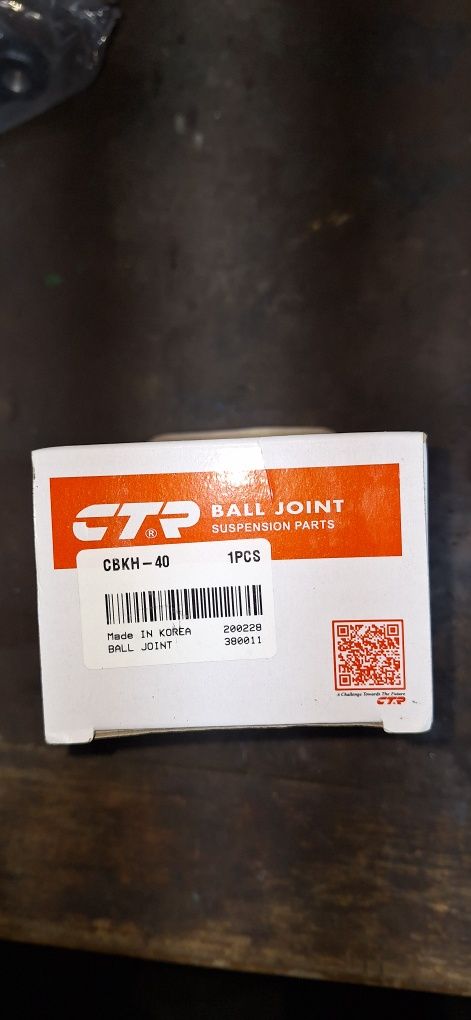 CTR® BALL JOINT
SUSPENSION PARTS
CBKH-40 1PCS
Made IN KOREA 200228
BALL JOINT 380011
A Challenge Towards The Future
CTR